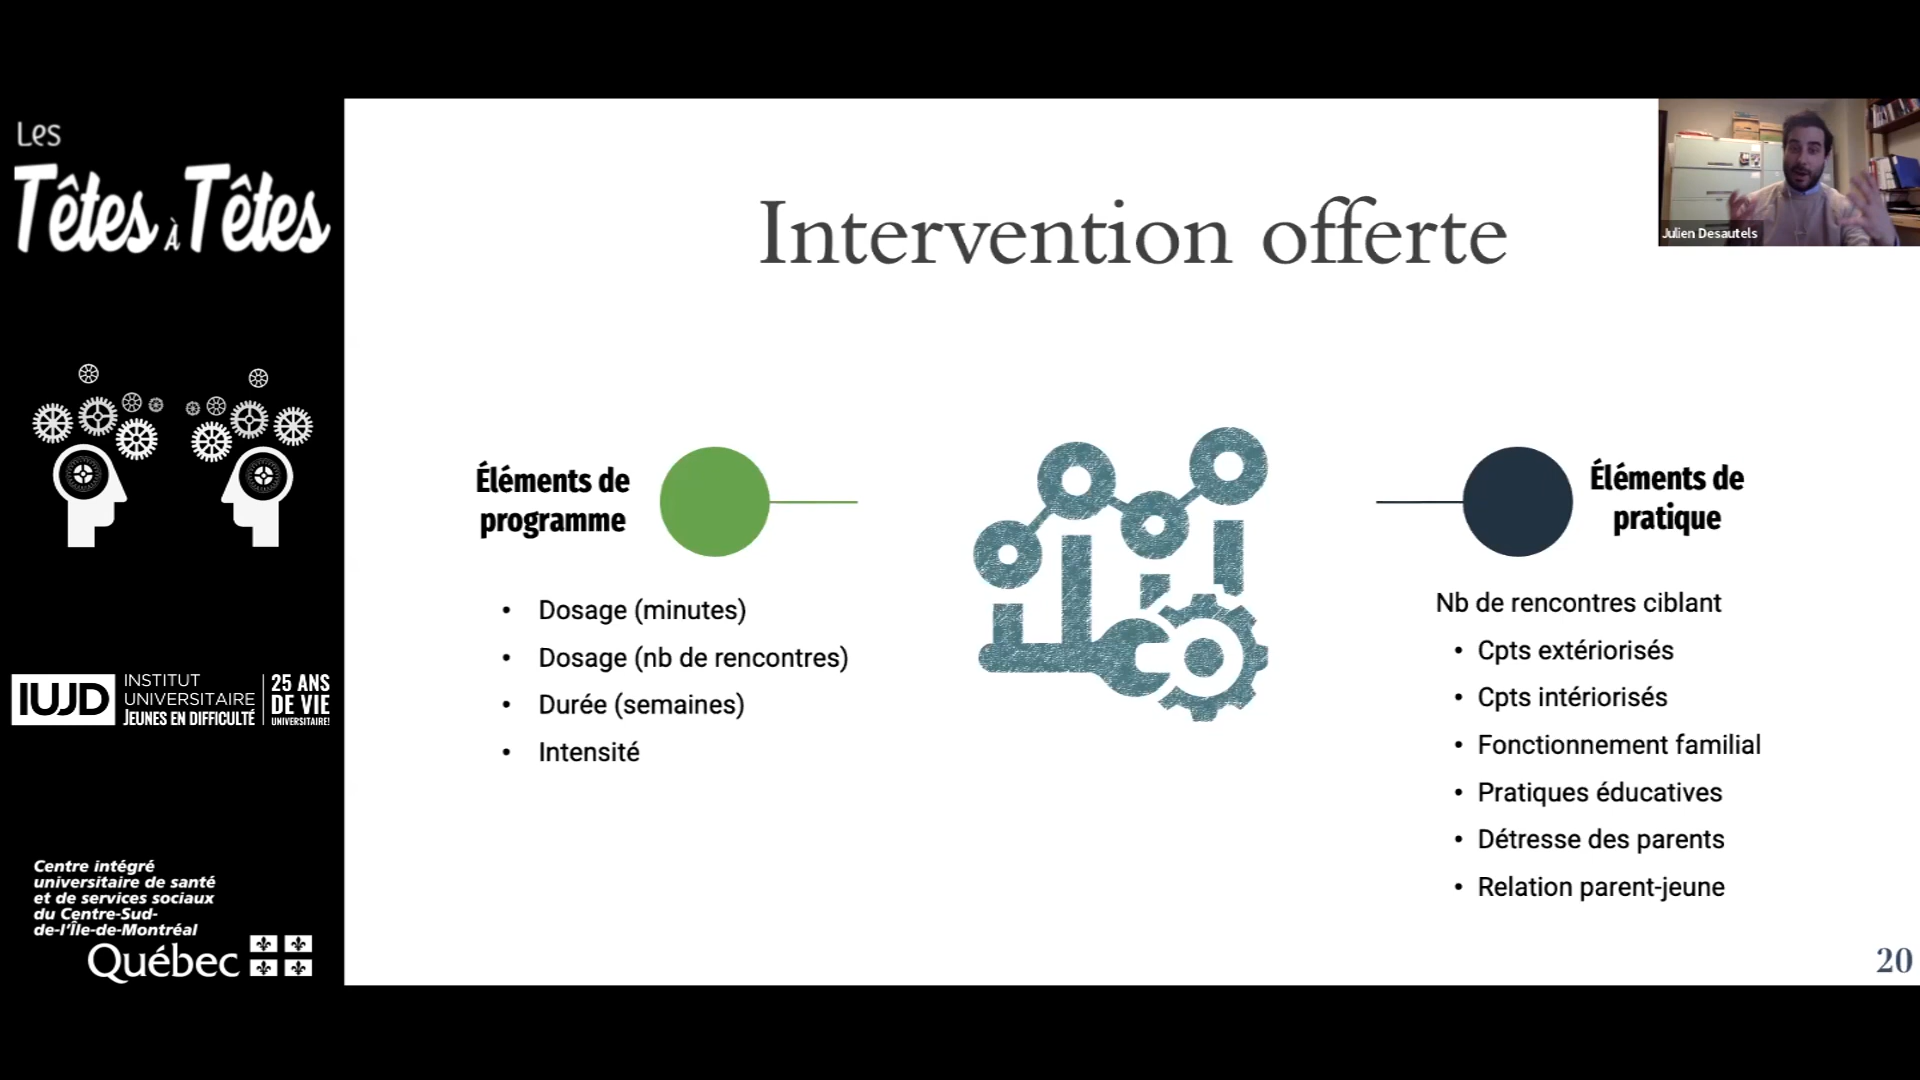 Les
Têtes à Têtes
IUJD
INSTITUT
UNIVERSITAIRE
JEUNES EN DIFFICULTÉ
25 ANS
DE VIE
UNIVERSITAIRE!
Centre intégré
universitaire de santé
et de services sociaux
du Centre-Sud-
de-l'Île-de-Montréal
Québec
Intervention offerte
Julien Desautels
Éléments de
programme
• Dosage (minutes)
• Dosage (nb de rencontres)
• Durée (semaines)
• Intensité
Éléments de
pratique
Nb de rencontres ciblant
• Cpts extériorisés
• Cpts intériorisés
• Fonctionnement familial
• Pratiques éducatives
• Détresse des parents
• Relation parent-jeune
20